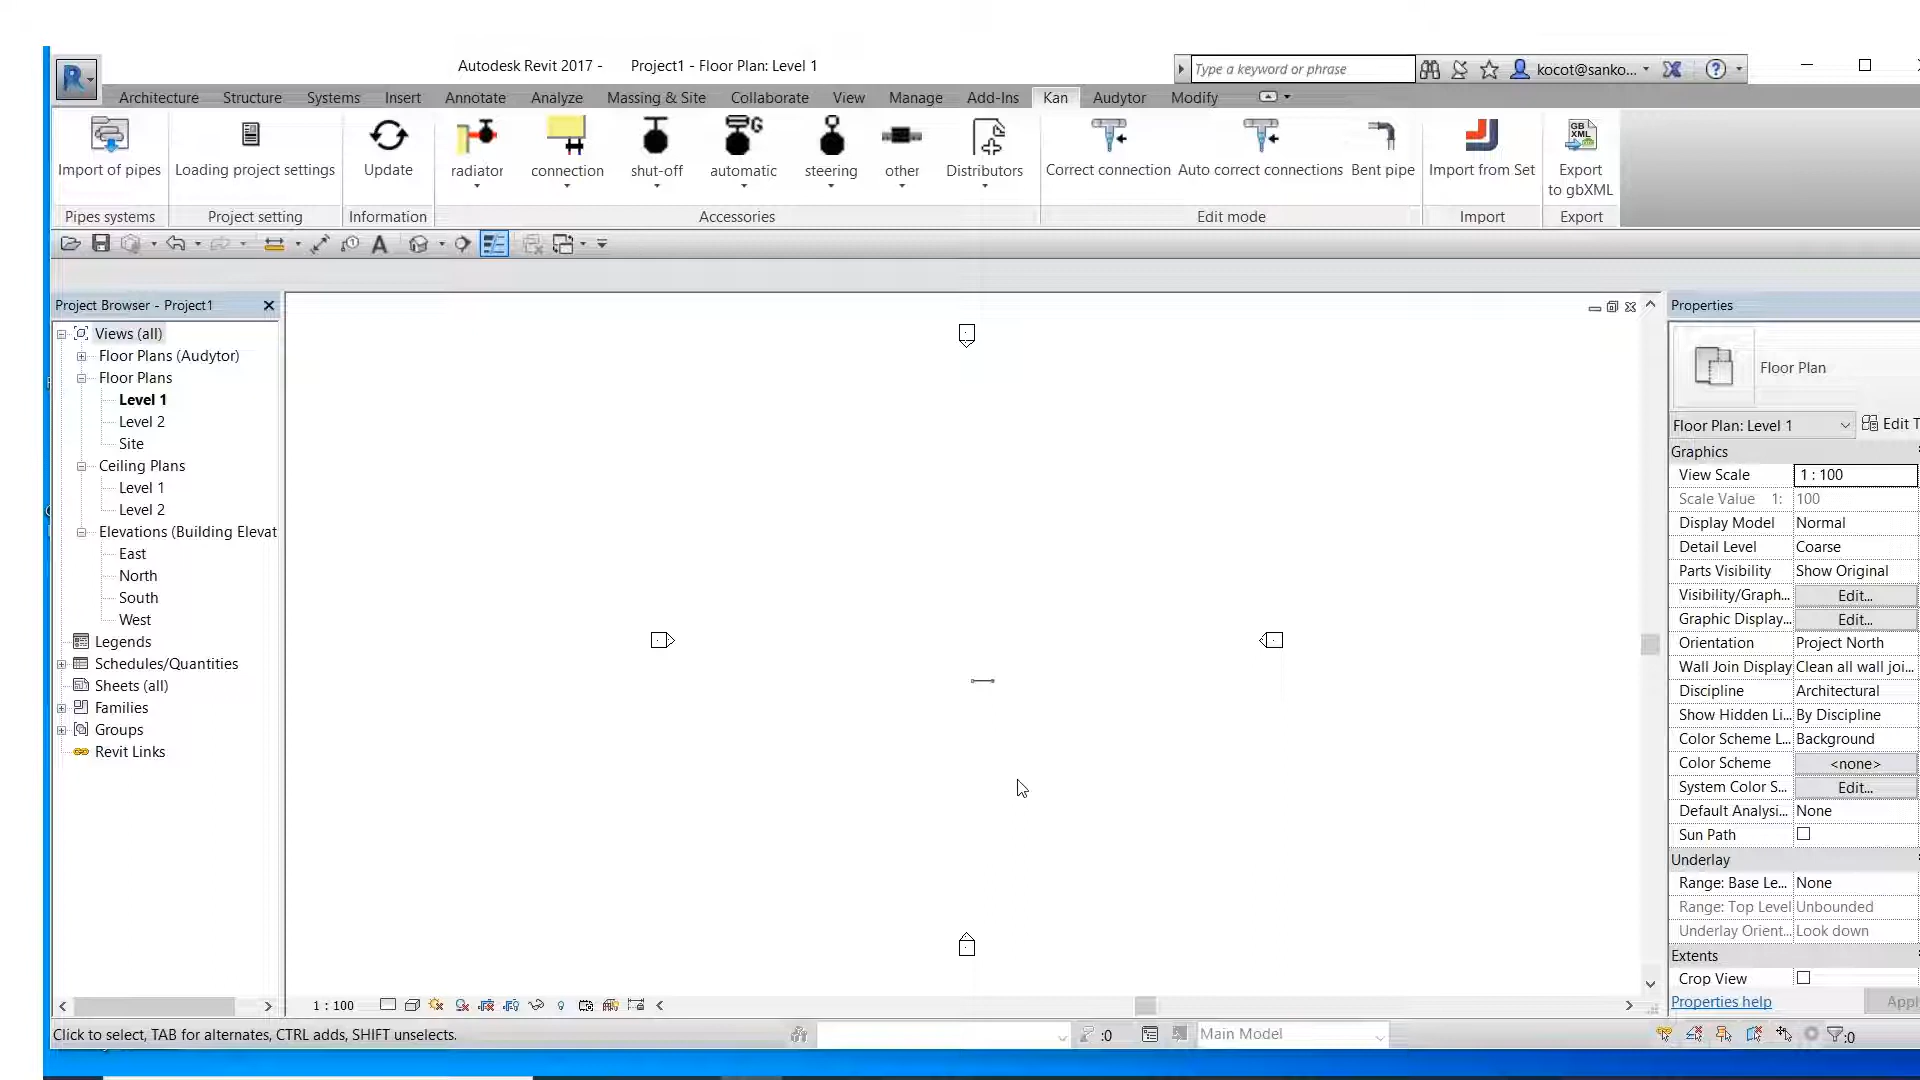 Autodesk Revit 2017 - Project1 - Floor Plan: Level 1
Type a keyword or phrase
kocot@sanko...
Architecture Structure Systems Insert Annotate Analyze Massing & Site Collaborate View Manage Add-Ins Kan Audytor Modify
Import of pipes Loading project settings Update radiator connection shut-off automatic steering other Distributors Correct connection Auto correct connections Bent pipe Import from Set Export
to gbXML
Pipes systems Project setting Information Accessories Edit mode Import Export
Project Browser - Project1
Views (all)
Floor Plans (Audytor)
Floor Plans
Level 1
Level 2
Site
Ceiling Plans
Level 1
Level 2
Elevations (Building Elevat
East
North
South
West
Legends
Schedules/Quantities
Sheets (all)
Families
Groups
Revit Links
Properties
Floor Plan
Floor Plan: Level 1 Edit T
Graphics
View Scale 1 : 100
Scale Value 1: 100
Display Model Normal
Detail Level Coarse
Parts Visibility Show Original
Visibility/Graph... Edit...
Graphic Display... Edit...
Orientation Project North
Wall Join Display Clean all wall joi...
Discipline Architectural
Show Hidden Li... By Discipline
Color Scheme L... Background
Color Scheme <none>
System Color S... Edit...
Default Analysi... None
Sun Path
Underlay
Range: Base Le... None
Range: Top Level Unbounded
Underlay Orient... Look down
Extents
Crop View
Properties help Appl
1 : 100
Click to select, TAB for alternates, CTRL adds, SHIFT unselects. :0 Main Model :0